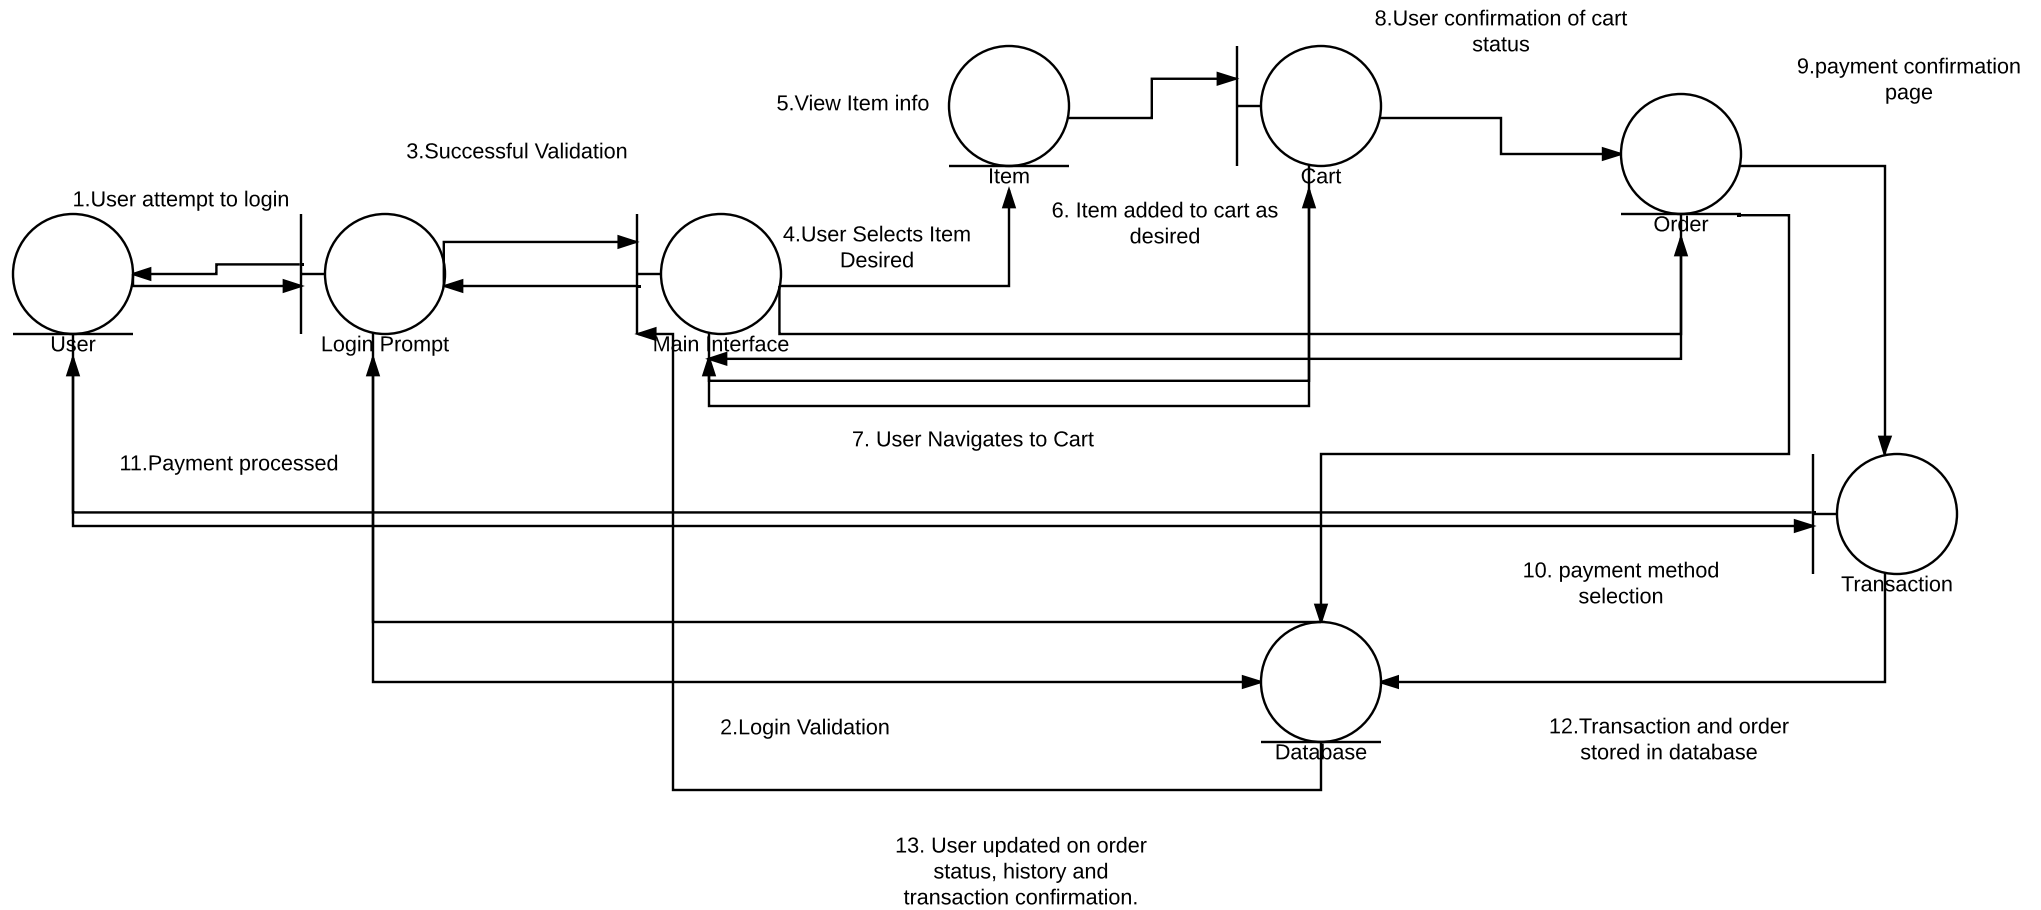 8.User confirmation of cart
status
9.payment confirmation
page
5.View Item info
3.Successful Validation
Item
Cart
1.User attempt to login
6. Item added to cart as
desired
4.User Selects Item
Desired
Order
User
Login Prompt
Main Interface
7. User Navigates to Cart
11.Payment processed
10. payment method
selection
Transaction
2.Login Validation
Database
12.Transaction and order
stored in database
13. User updated on order
status, history and
transaction confirmation.